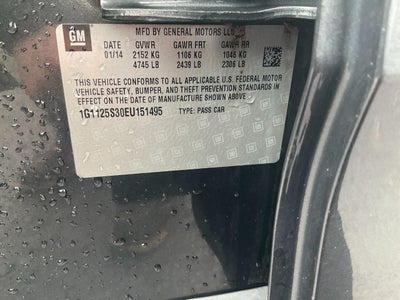 GM
MFD BY GENERAL MOTORS LLC
DATE GVWR GAWR FRT GAWR RR
01/14 2152 KG 1106 KG 1046 KG
4745 LB 2439 LB 2306 LB
THIS VEHICLE CONFORMS TO ALL APPLICABLE U.S. FEDERAL MOTOR
VEHICLE SAFETY, BUMPER, AND THEFT PREVENTION STANDARDS IN
EFFECT ON THE DATE OF MANUFACTURE SHOWN ABOVE.
1G1125S30EU151495 TYPE: PASS CAR